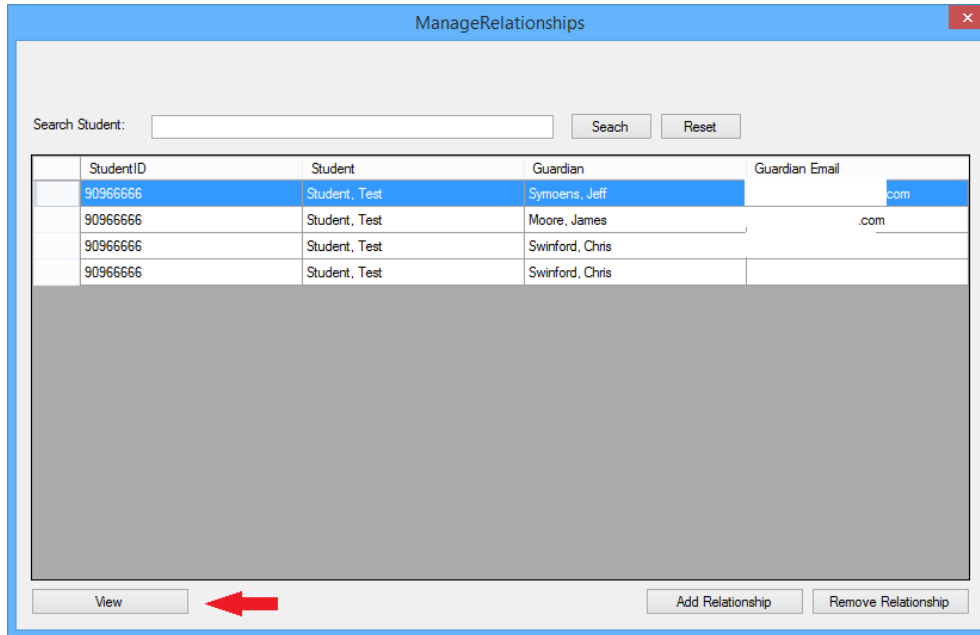 ManageRelationships
Search Student: Seach Reset
StudentID Student Guardian Guardian Email
90966666 Student, Test Symoens, Jeff com
90966666 Student, Test Moore, James .com
90966666 Student, Test Swinford, Chris
90966666 Student, Test Swinford, Chris
View Add Relationship Remove Relationship